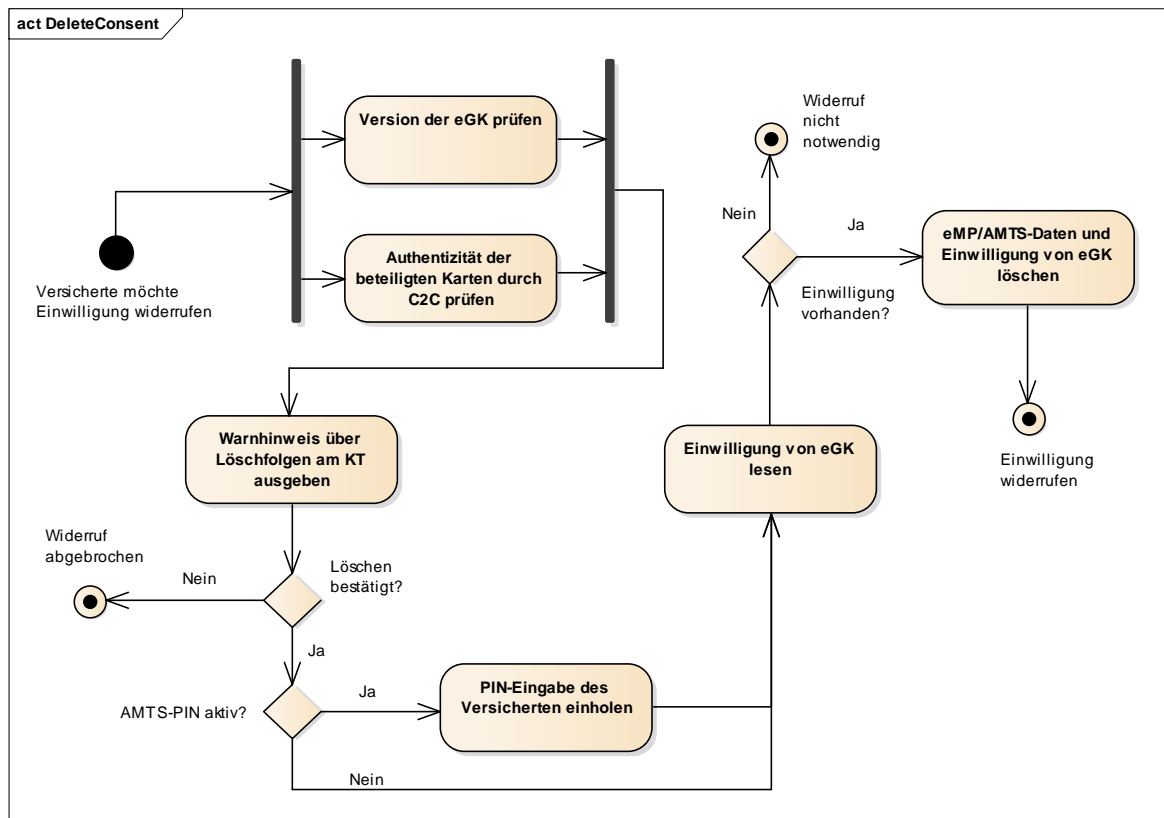 act DeleteConsent
Version der eGK prüfen
Authentizität der
beteiligten Karten durch
C2C prüfen
Versicherte möchte
Einwilligung widerrufen
Warnhinweis über
Löschfolgen am KT
ausgeben
Widerruf
abgebrochen
Nein
Löschen
bestätigt?
Ja
AMTS-PIN aktiv?
Ja
PIN-Eingabe des
Versicherten einholen
Nein
Einwilligung von eGK
lesen
Widerruf
nicht
notwendig
Nein
Ja
Einwilligung
vorhanden?
eMP/AMTS-Daten und
Einwilligung von eGK
löschen
Einwilligung
widerrufen